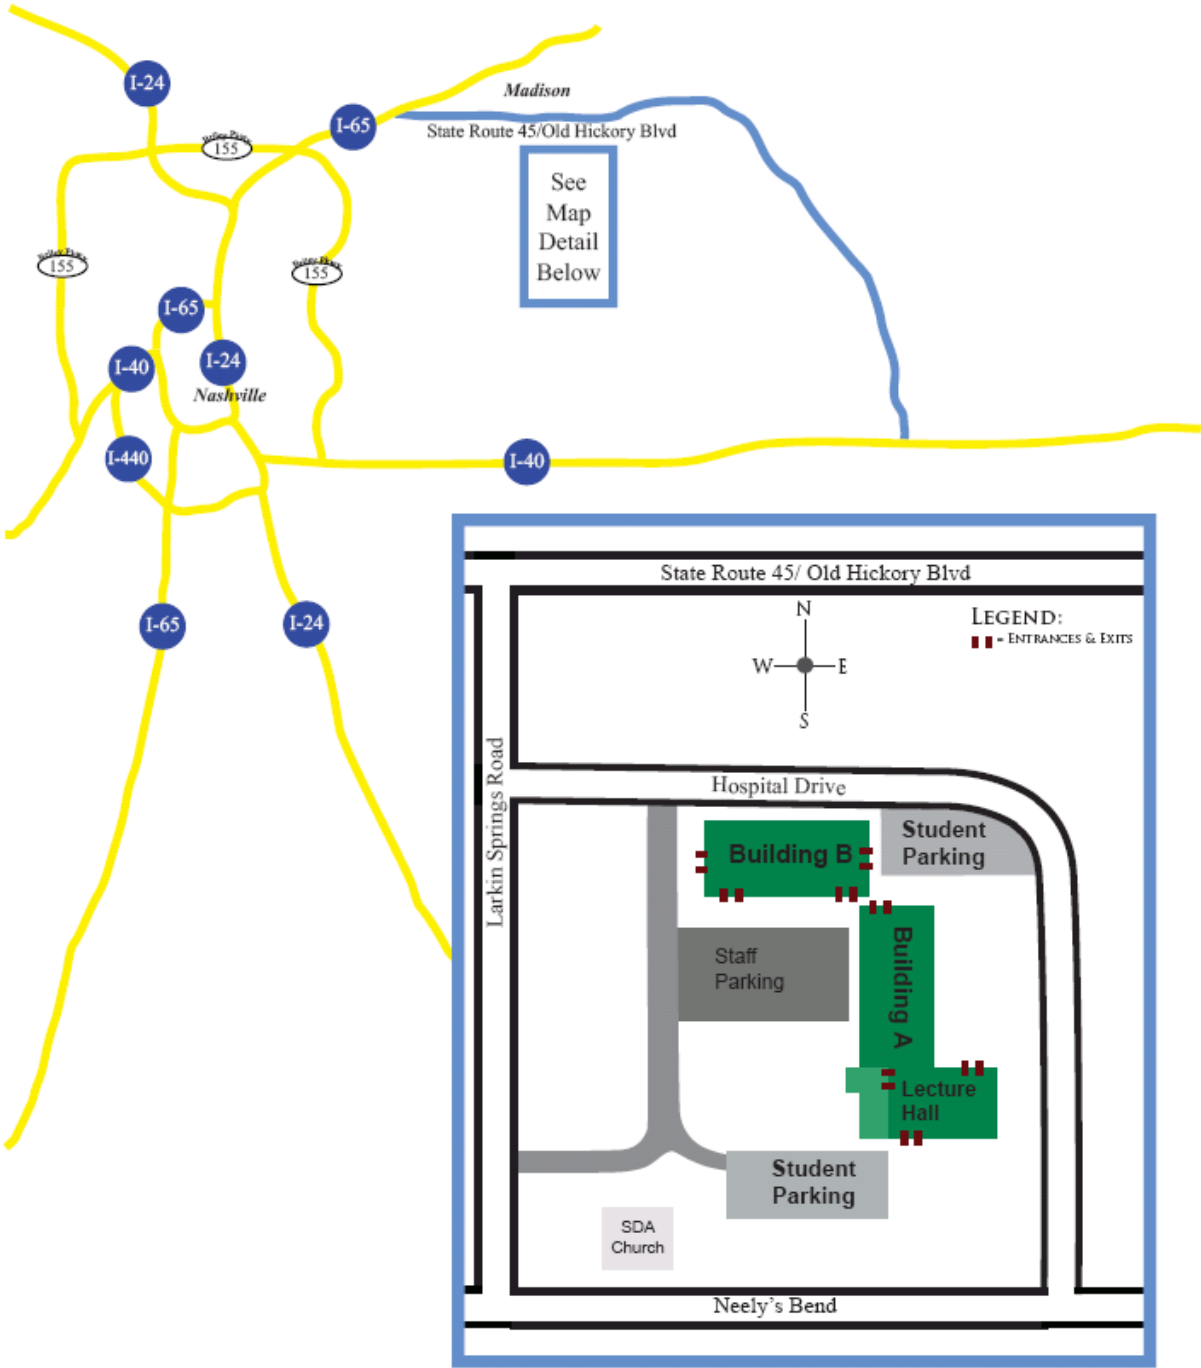 I-24
Madison
I-65
State Route 45/Old Hickory Blvd
155
See
Map
Detail
Below
155
155
I-65
I-40
I-24
Nashville
I-440
I-40
I-65
I-24
State Route 45/ Old Hickory Blvd
N
W
E
S
LEGEND:
= ENTRANCES & EXITS
Larkin Springs Road
Hospital Drive
Building B
Student
Parking
Staff
Parking
Building A
Lecture
Hall
Student
Parking
SDA
Church
Neely's Bend